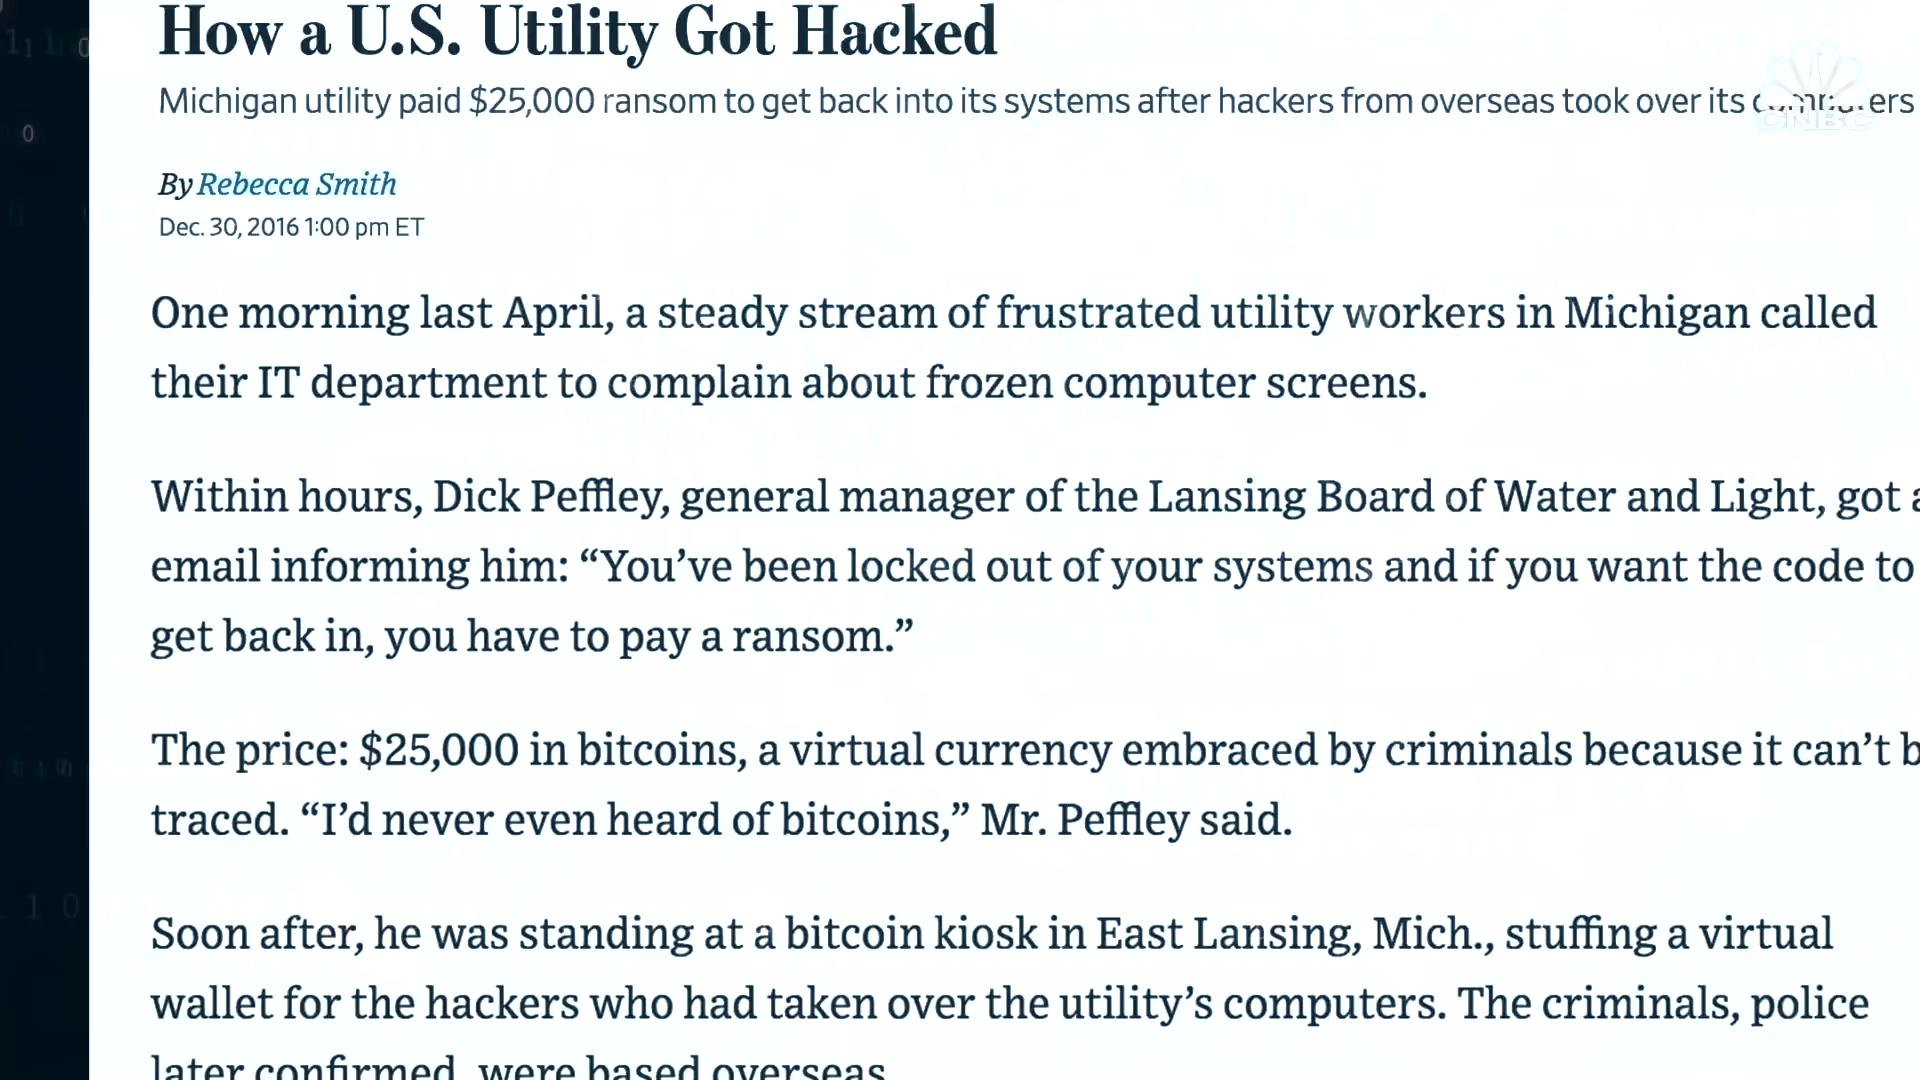 How a U.S. Utility Got Hacked
Michigan utility paid $25,000 ransom to get back into its systems after hackers from overseas took over its computers
CNBC
By Rebecca Smith
Dec. 30, 2016 1:00 pm ET
One morning last April, a steady stream of frustrated utility workers in Michigan called
their IT department to complain about frozen computer screens.
Within hours, Dick Peffley, general manager of the Lansing Board of Water and Light, got a
email informing him: “You’ve been locked out of your systems and if you want the code to
get back in, you have to pay a ransom.”
The price: $25,000 in bitcoins, a virtual currency embraced by criminals because it can’t b
traced. “I’d never even heard of bitcoins,” Mr. Peffley said.
Soon after, he was standing at a bitcoin kiosk in East Lansing, Mich., stuffing a virtual
wallet for the hackers who had taken over the utility’s computers. The criminals, police
later confirmed, were based overseas.